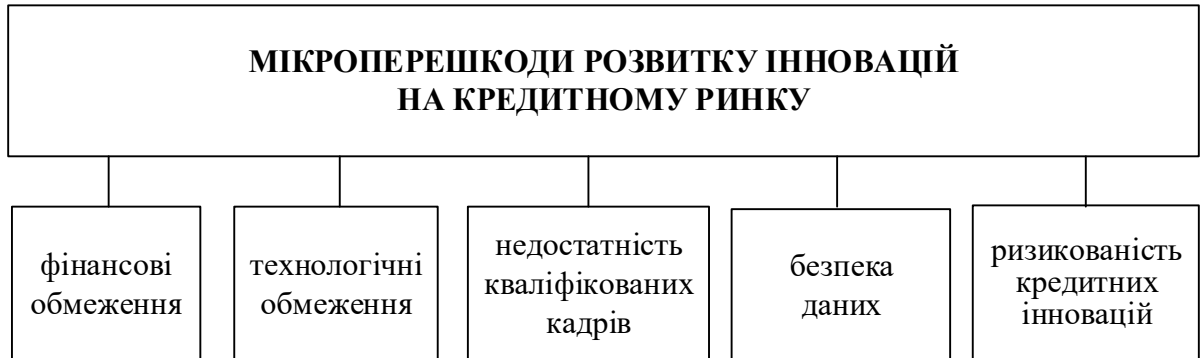 МІКРОПЕРЕШКОДИ РОЗВИТКУ ІННОВАЦІЙ
НА КРЕДИТНОМУ РИНКУ
фінансові
обмеження
технологічні
обмеження
недостатність
кваліфікованих
кадрів
безпека
даних
ризикованість
кредитних
інновацій